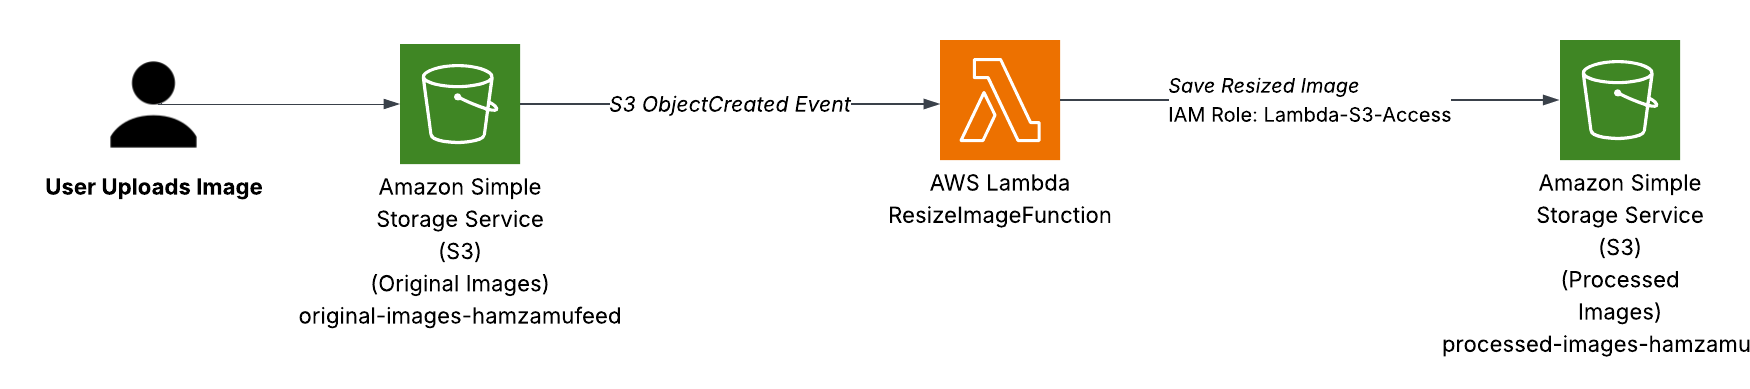 User Uploads Image
Amazon Simple
Storage Service
(S3)
(Original Images)
original-images-hamzamufeed
S3 ObjectCreated Event
AWS Lambda
ResizeImageFunction
Save Resized Image
IAM Role: Lambda-S3-Access
Amazon Simple
Storage Service
(S3)
(Processed
Images)
processed-images-hamzamu